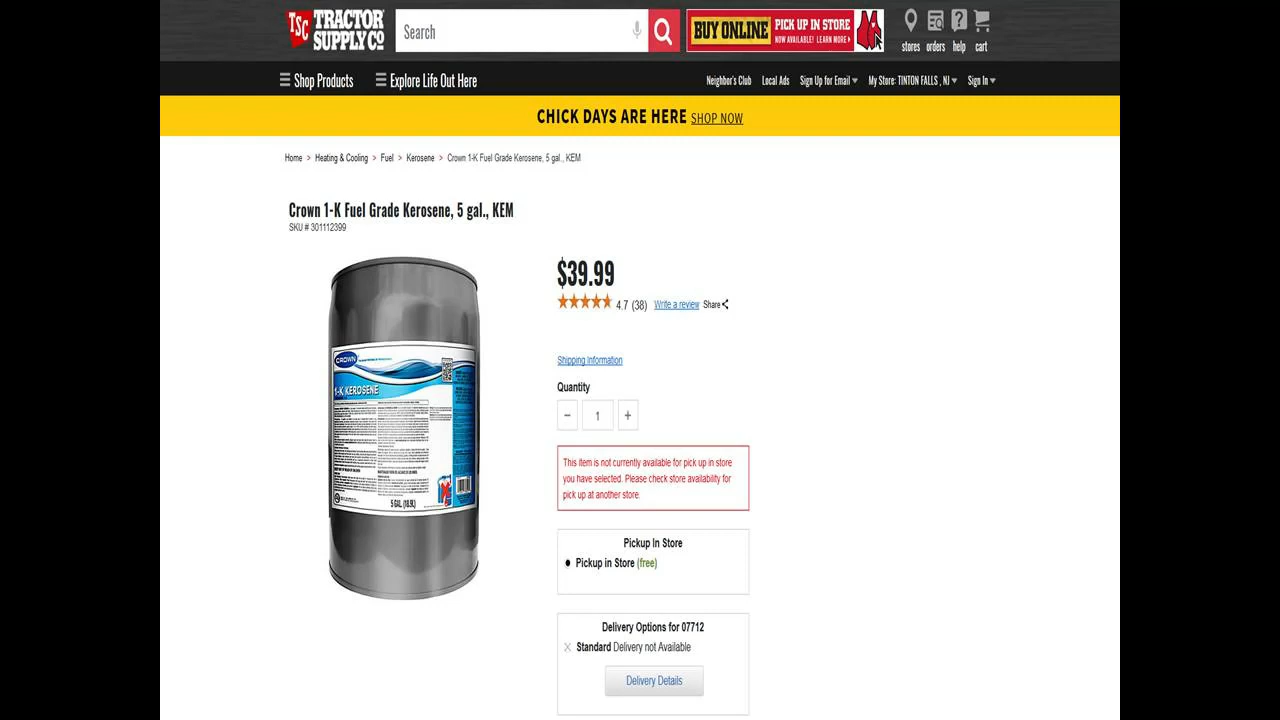 TSC TRACTOR SUPPLY CO
Search
BUY ONLINE PICK UP IN STORE
NOW AVAILABLE! LEARN MORE
stores orders help cart
Shop Products Explore Life Out Here
Neighbor's Club Local Ads Sign Up for Email My Store: TINTON FALLS , NJ Sign In
CHICK DAYS ARE HERE SHOP NOW
Home > Heating & Cooling > Fuel > Kerosene > Crown 1-K Fuel Grade Kerosene, 5 gal., KEM
Crown 1-K Fuel Grade Kerosene, 5 gal., KEM
SKU # 301112399
$39.99
4.7 (38) Write a review Share
Shipping Information
Quantity
− 1 +
This item is not currently available for pick up in store
you have selected. Please check store availability for
pick up at another store.
Pickup In Store
Pickup in Store (free)
Delivery Options for 07712
X Standard Delivery not Available
Delivery Details
CROWN
1-K KEROSENE
5 GAL. (18.9L)